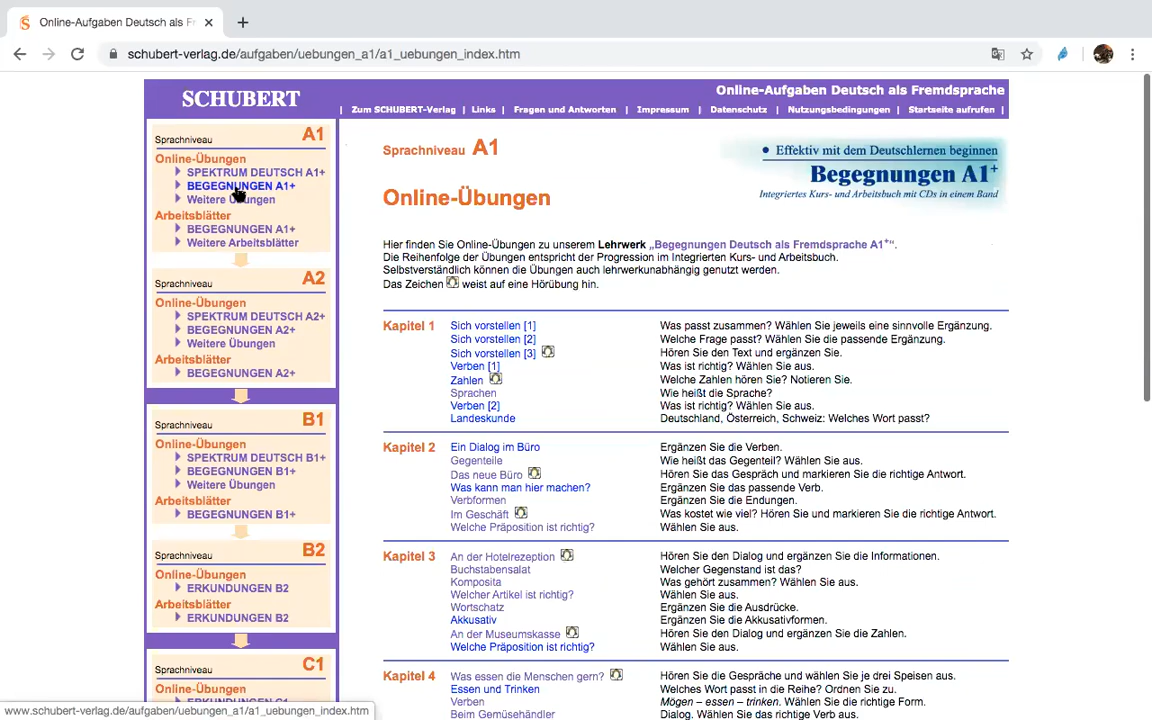 Online-Aufgaben Deutsch als Fr
schubert-verlag.de/aufgaben/uebungen_a1/a1_uebungen_index.htm
SCHUBERT
Online-Aufgaben Deutsch als Fremdsprache
| Zum SCHUBERT-Verlag | Links | Fragen und Antworten | Impressum | Datenschutz | Nutzungsbedingungen | Startseite aufrufen |
Sprachniveau A1
Online-Übungen
SPEKTRUM DEUTSCH A1+
BEGEGNUNGEN A1+
Weitere Übungen
Arbeitsblätter
BEGEGNUNGEN A1+
Weitere Arbeitsblätter
Sprachniveau A2
Online-Übungen
SPEKTRUM DEUTSCH A2+
BEGEGNUNGEN A2+
Weitere Übungen
Arbeitsblätter
BEGEGNUNGEN A2+
Sprachniveau B1
Online-Übungen
SPEKTRUM DEUTSCH B1+
BEGEGNUNGEN B1+
Weitere Übungen
Arbeitsblätter
BEGEGNUNGEN B1+
Sprachniveau B2
Online-Übungen
ERKUNDUNGEN B2
Arbeitsblätter
ERKUNDUNGEN B2
Sprachniveau C1
Online-Übungen
ERKUNDUNGEN C1
Sprachniveau A1
• Effektiv mit dem Deutschlernen beginnen
Begegnungen A1+
Integriertes Kurs- und Arbeitsbuch mit CDs in einem Band
Online-Übungen
Hier finden Sie Online-Übungen zu unserem Lehrwerk „Begegnungen Deutsch als Fremdsprache A1+“.
Die Reihenfolge der Übungen entspricht der Progression im Integrierten Kurs- und Arbeitsbuch.
Selbstverständlich können die Übungen auch lehrwerkunabhängig genutzt werden.
Das Zeichen weist auf eine Hörübung hin.
Kapitel 1 Sich vorstellen [1] Was passt zusammen? Wählen Sie jeweils eine sinnvolle Ergänzung.
Sich vorstellen [2] Welche Frage passt? Wählen Sie die passende Ergänzung.
Sich vorstellen [3] Hören Sie den Text und ergänzen Sie.
Verben [1] Was ist richtig? Wählen Sie aus.
Zahlen Welche Zahlen hören Sie? Notieren Sie.
Sprachen Wie heißt die Sprache?
Verben [2] Was ist richtig? Wählen Sie aus.
Landeskunde Deutschland, Österreich, Schweiz: Welches Wort passt?
Kapitel 2 Ein Dialog im Büro Ergänzen Sie die Verben.
Gegenteile Wie heißt das Gegenteil? Wählen Sie aus.
Das neue Büro Hören Sie das Gespräch und markieren Sie die richtige Antwort.
Was kann man hier machen? Ergänzen Sie das passende Verb.
Verbformen Ergänzen Sie die Endungen.
Im Geschäft Was kostet wie viel? Hören Sie und markieren Sie die richtige Antwort.
Welche Präposition ist richtig? Wählen Sie aus.
Kapitel 3 An der Hotelrezeption Hören Sie den Dialog und ergänzen Sie die Informationen.
Buchstabensalat Welcher Gegenstand ist das?
Komposita Was gehört zusammen? Wählen Sie aus.
Welcher Artikel ist richtig? Wählen Sie aus.
Wortschatz Ergänzen Sie die Ausdrücke.
Akkusativ Ergänzen Sie die Akkusativformen.
An der Museumskasse Hören Sie den Dialog und ergänzen Sie die Zahlen.
Welche Präposition ist richtig? Wählen Sie aus.
Kapitel 4 Was essen die Menschen gern? Hören Sie die Gespräche und wählen Sie je drei Speisen aus.
Essen und Trinken Welches Wort passt in die Reihe? Ordnen Sie zu.
Verben Mögen – essen – trinken. Wählen Sie die richtige Form.
Beim Gemüsehändler Dialog. Wählen Sie das richtige Verb aus.
www.schubert-verlag.de/aufgaben/uebungen_a1/a1_uebungen_index.htm